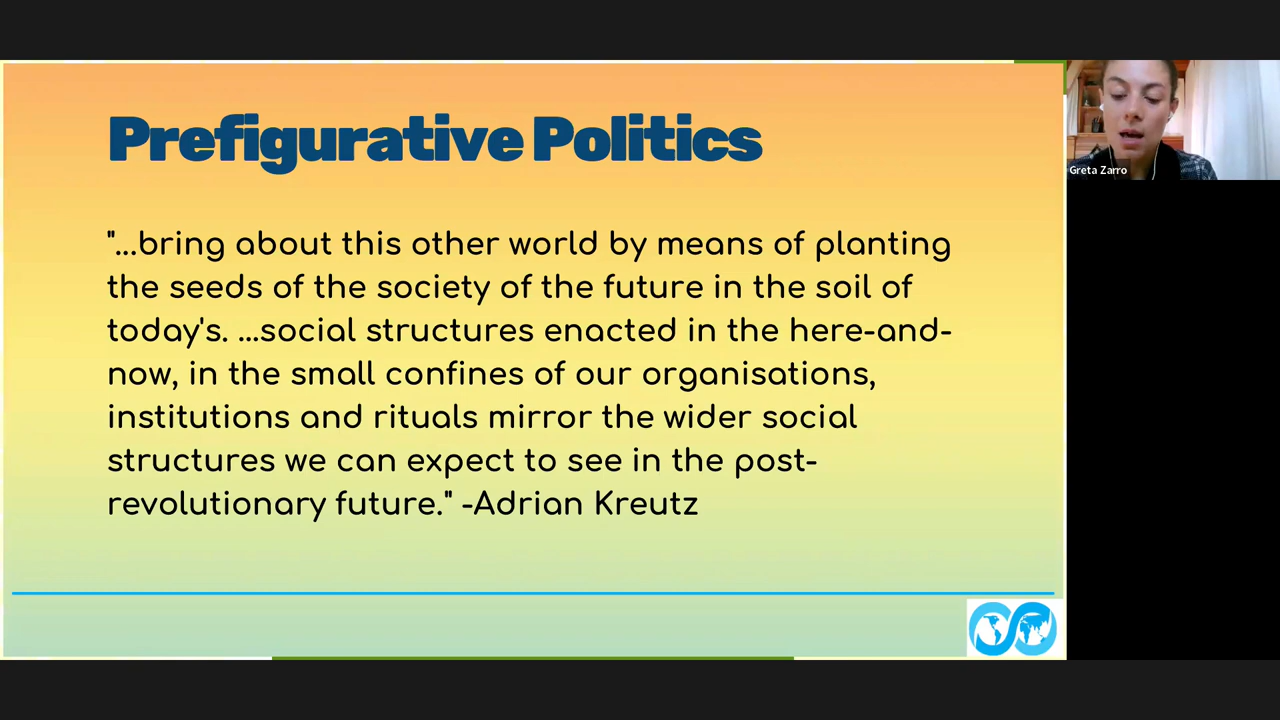 Prefigurative Politics
"...bring about this other world by means of planting
the seeds of the society of the future in the soil of
today's. ...social structures enacted in the here-and-
now, in the small confines of our organisations,
institutions and rituals mirror the wider social
structures we can expect to see in the post-
revolutionary future." -Adrian Kreutz
Greta Zarro